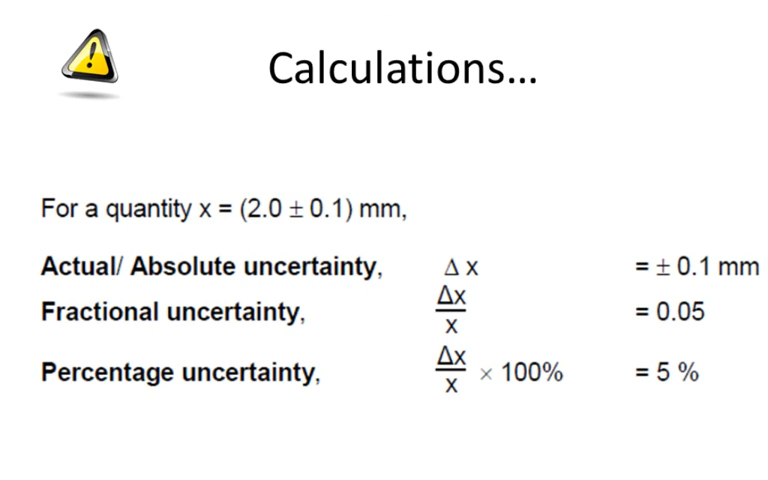 Calculations...
For a quantity x = (2.0 ± 0.1) mm,
Actual/ Absolute uncertainty, Δ x = ± 0.1 mm
Fractional uncertainty, Δx/x = 0.05
Percentage uncertainty, Δx/x × 100% = 5 %